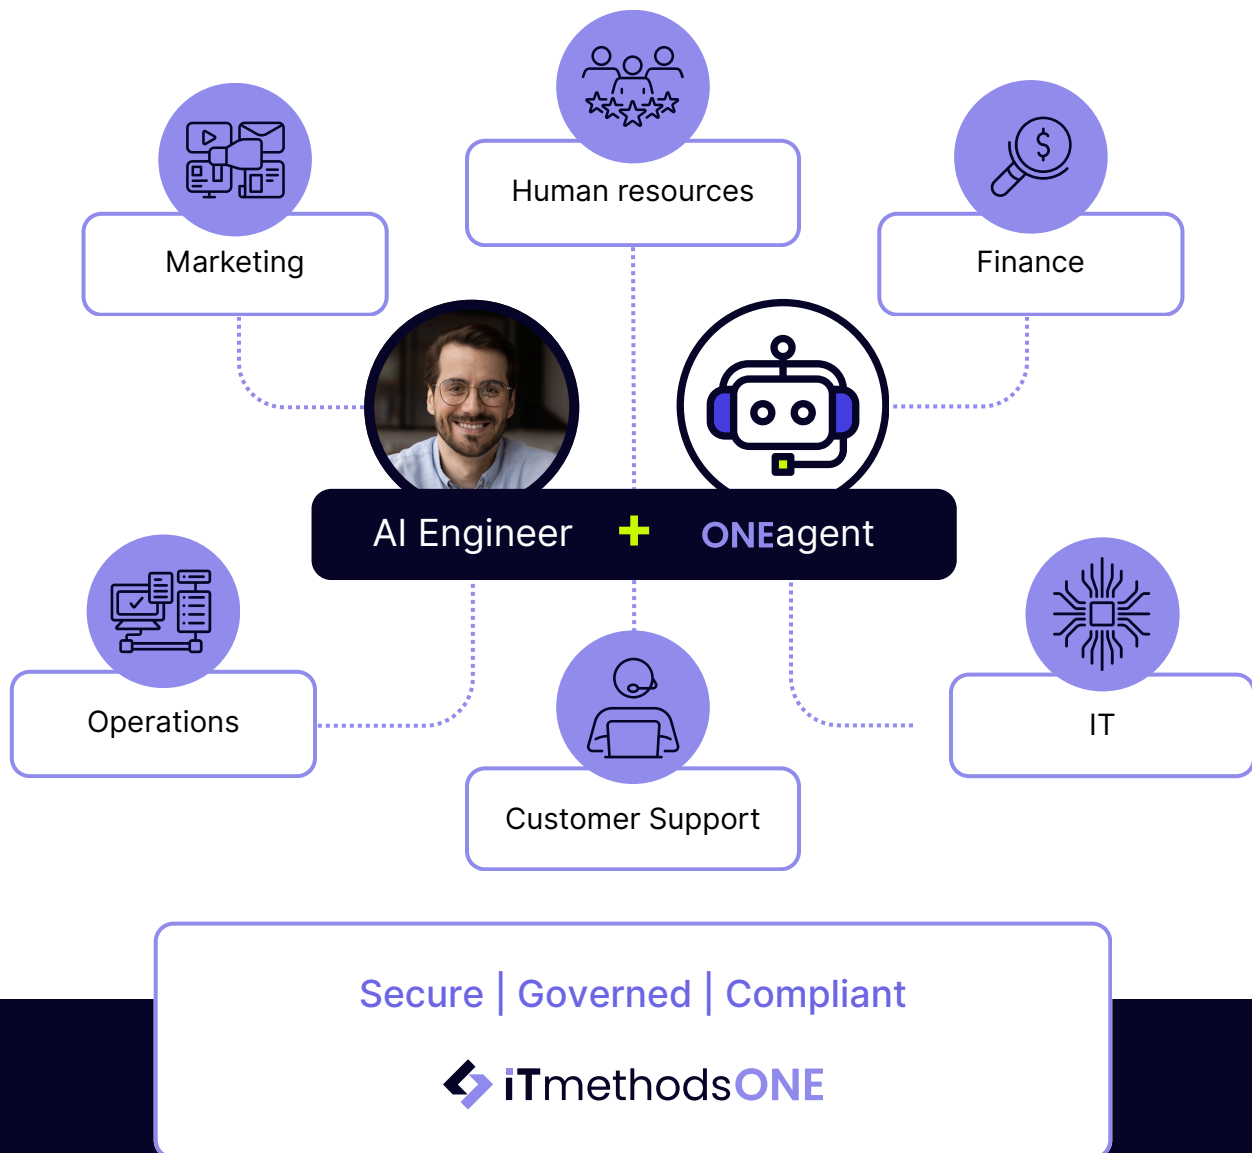 Human resources
Marketing
Finance
AI Engineer + ONEagent
Operations
IT
Customer Support
Secure | Governed | Compliant
iTmethodsONE